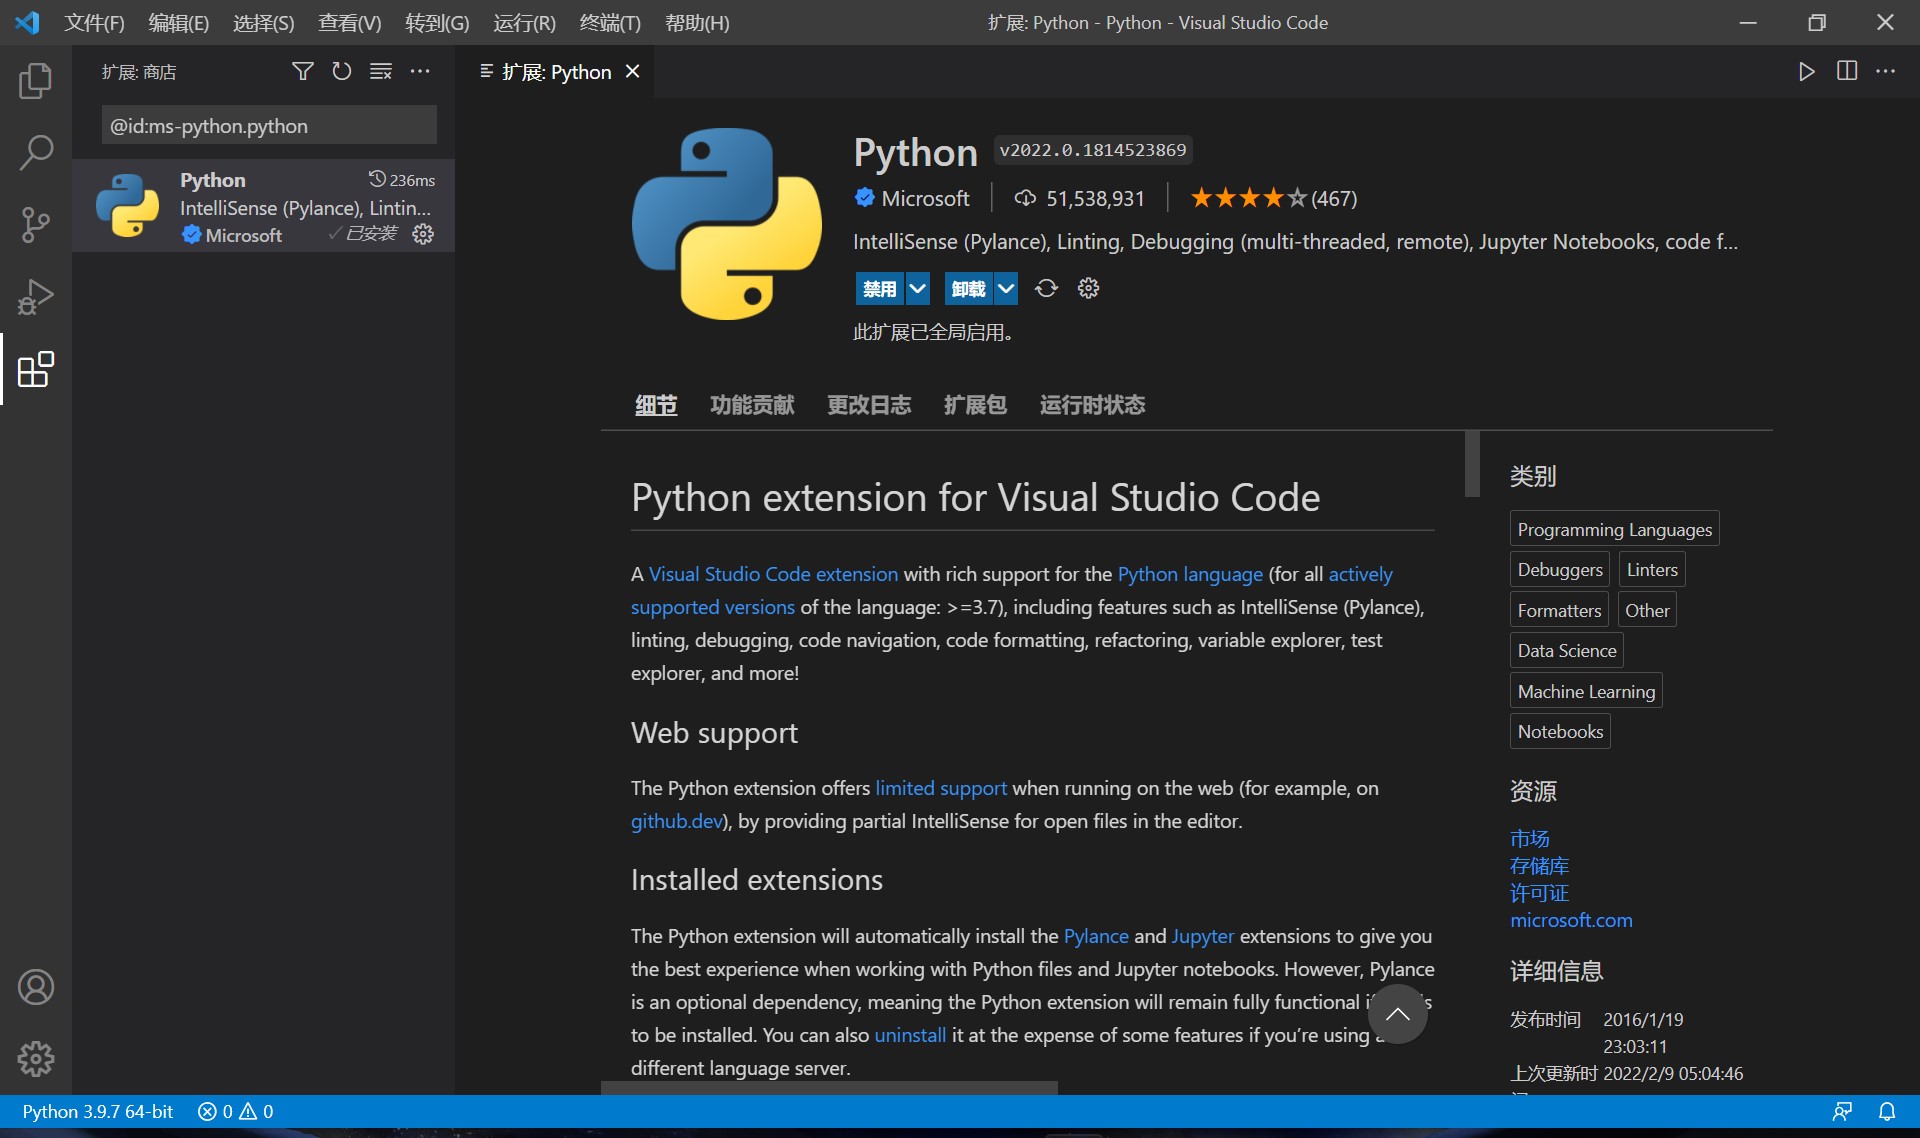 文件(F) 编辑(E) 选择(S) 查看(V) 转到(G) 运行(R) 终端(T) 帮助(H)
扩展: Python - Python - Visual Studio Code
扩展: 商店
@id:ms-python.python
Python 236ms
IntelliSense (Pylance), Lintin...
Microsoft 已安装
扩展: Python
Python v2022.0.1814523869
Microsoft 51,538,931 (467)
IntelliSense (Pylance), Linting, Debugging (multi-threaded, remote), Jupyter Notebooks, code f...
禁用 卸载
此扩展已全局启用。
细节 功能贡献 更改日志 扩展包 运行时状态
Python extension for Visual Studio Code
A Visual Studio Code extension with rich support for the Python language (for all actively
supported versions of the language: >=3.7), including features such as IntelliSense (Pylance),
linting, debugging, code navigation, code formatting, refactoring, variable explorer, test
explorer, and more!
Web support
The Python extension offers limited support when running on the web (for example, on
github.dev), by providing partial IntelliSense for open files in the editor.
Installed extensions
The Python extension will automatically install the Pylance and Jupyter extensions to give you
the best experience when working with Python files and Jupyter notebooks. However, Pylance
is an optional dependency, meaning the Python extension will remain fully functional
to be installed. You can also uninstall it at the expense of some features if you’re using a
different language server.
类别
Programming Languages
Debuggers Linters
Formatters Other
Data Science
Machine Learning
Notebooks
资源
市场
存储库
许可证
microsoft.com
详细信息
发布时间 2016/1/19
23:03:11
上次更新时 2022/2/9 05:04:46
Python 3.9.7 64-bit 0 0